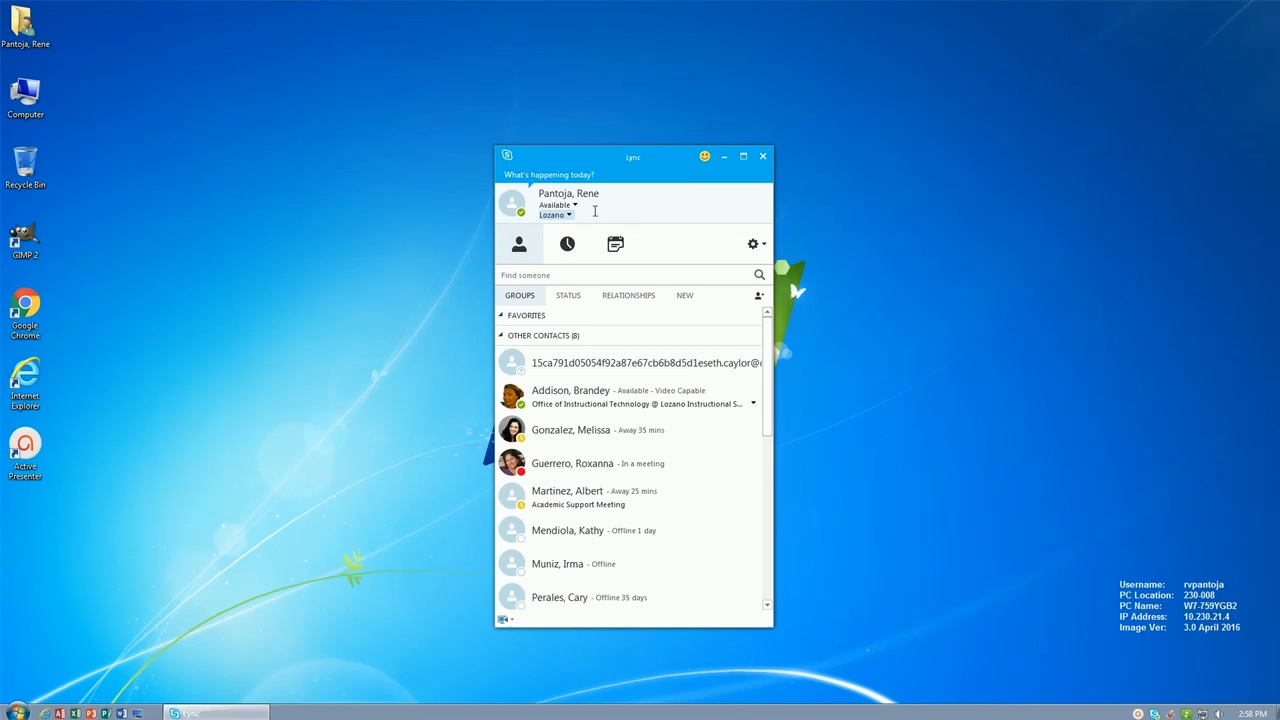 Pantoja, Rene
Computer
Recycle Bin
GIMP 2
Google
Chrome
Internet
Explorer
Active
Presenter
Lync
What's happening today?
Pantoja, Rene
Available
Lozano
Find someone
GROUPS STATUS RELATIONSHIPS NEW
FAVORITES
OTHER CONTACTS (8)
15ca791d05054f92a87e67cb6b8d5d1eseth.caylor@
Addison, Brandey - Available - Video Capable
Office of Instructional Technology @ Lozano Instructional S...
Gonzalez, Melissa - Away 35 mins
Guerrero, Roxanna - In a meeting
Martinez, Albert - Away 25 mins
Academic Support Meeting
Mendiola, Kathy - Offline 1 day
Muniz, Irma - Offline
Perales, Cary - Offline 35 days
Username: rvpantoja
PC Location: 230-008
PC Name: W7-759YGB2
IP Address: 10.230.21.4
Image Ver: 3.0 April 2016
Lync
2:58 PM